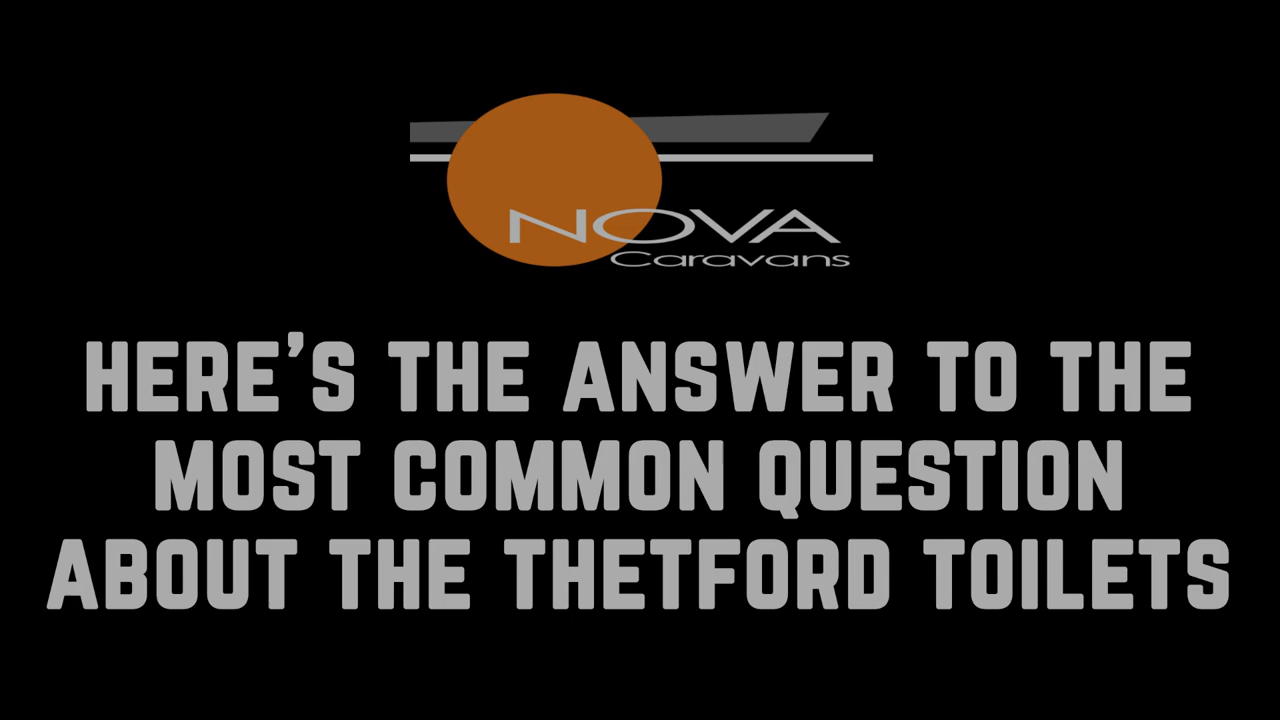 NOVA
Caravans
HERE'S THE ANSWER TO THE
MOST COMMON QUESTION
ABOUT THE THETFORD TOILETS